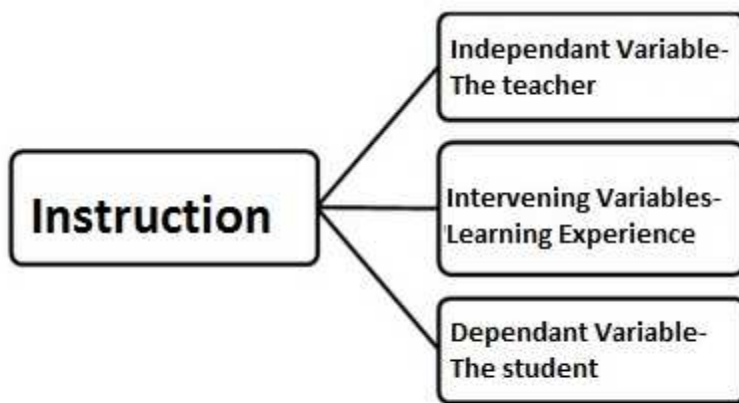 Instruction
Independant Variable-
The teacher
Intervening Variables-
Learning Experience
Dependant Variable-
The student